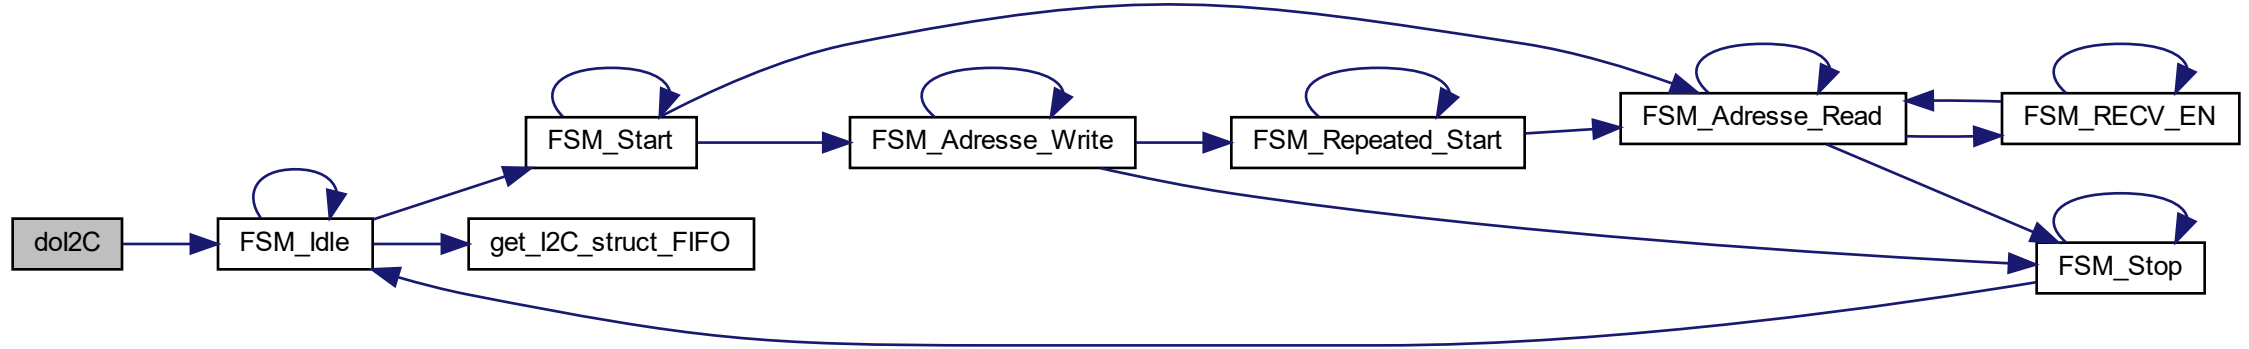 doI2C
FSM_Idle
FSM_Start
get_I2C_struct_FIFO
FSM_Adresse_Write
FSM_Repeated_Start
FSM_Adresse_Read
FSM_RECV_EN
FSM_Stop